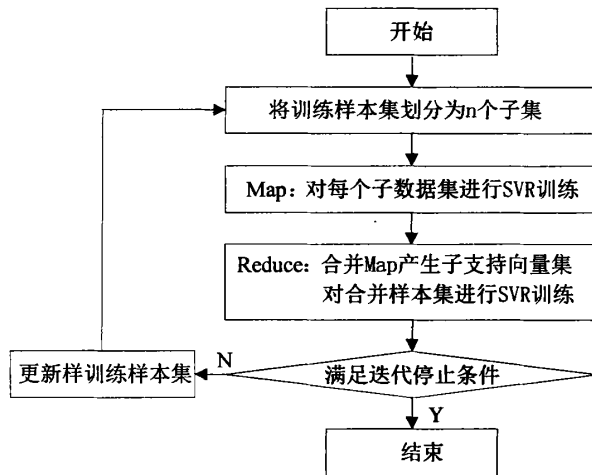 开始
将训练样本集划分为n个子集
Map：对每个子数据集进行SVR训练
Reduce：合并Map产生子支持向量集
对合并样本集进行SVR训练
满足迭代停止条件
N
更新样训练样本集
Y
结束